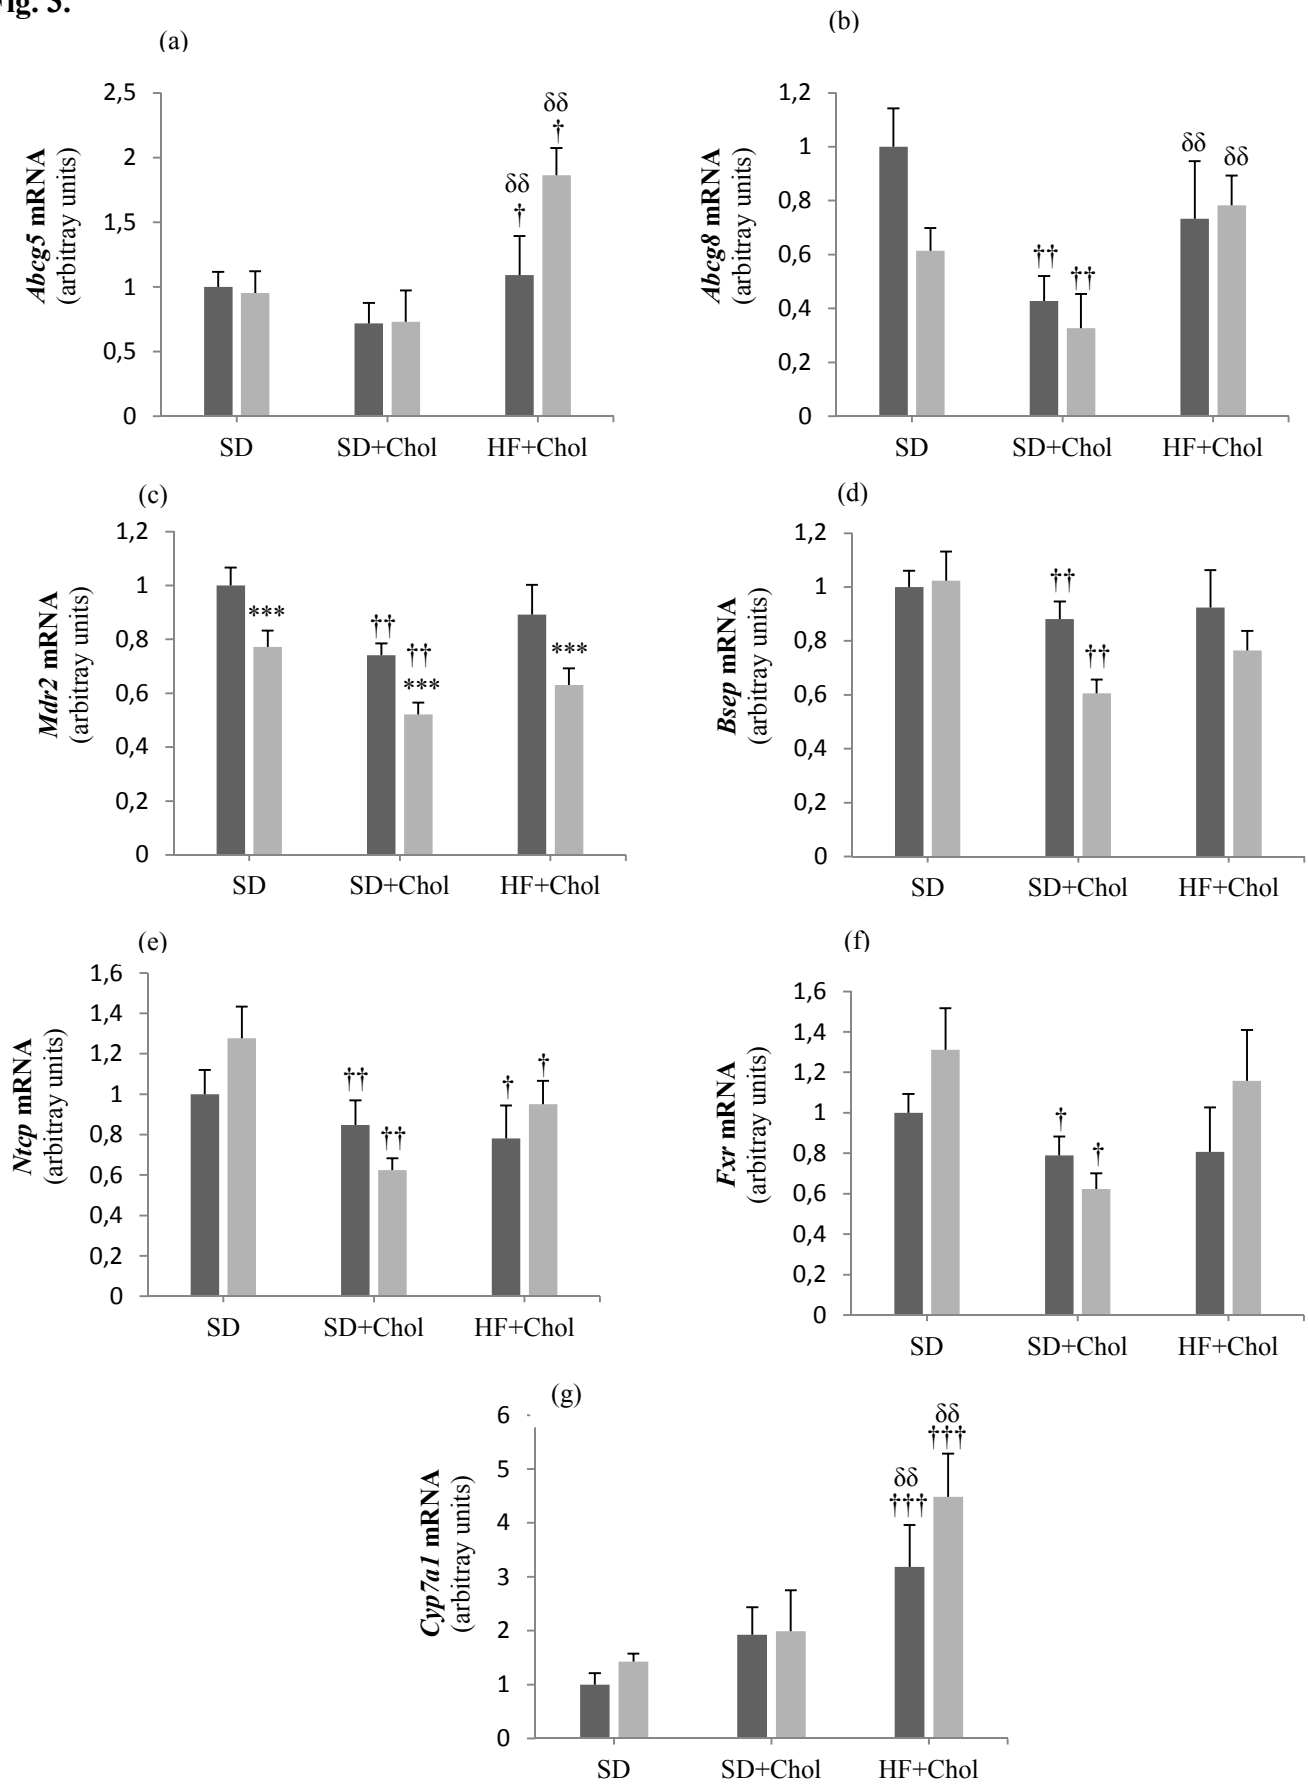 (a)
Abcg5 mRNA
(arbitray units)
2,5
2
1,5
1
0,5
0
δδ
†
δδ
†
SD SD+Chol HF+Chol
(b)
Abcg8 mRNA
(arbitray units)
1,2
1
0,8
0,6
0,4
0,2
0
††
††
δδ
δδ
SD SD+Chol HF+Chol
(c)
Mdr2 mRNA
(arbitray units)
1,2
1
0,8
0,6
0,4
0,2
0
***
††
††
***
***
SD SD+Chol HF+Chol
(d)
Bsep mRNA
(arbitray units)
1,2
1
0,8
0,6
0,4
0,2
0
††
††
SD SD+Chol HF+Chol
(e)
Ntcp mRNA
(arbitray units)
1,6
1,4
1,2
1
0,8
0,6
0,4
0,2
0
††
††
†
†
SD SD+Chol HF+Chol
(f)
Fxr mRNA
(arbitray units)
1,6
1,4
1,2
1
0,8
0,6
0,4
0,2
0
†
†
SD SD+Chol HF+Chol
(g)
Cyp7a1 mRNA
(arbitray units)
6
5
4
3
2
1
0
δδ
†††
δδ
†††
SD SD+Chol HF+Chol